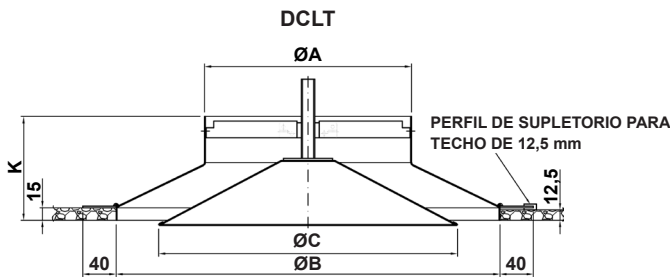 DCLT
ØA
PERFIL DE SUPLETORIO PARA
TECHO DE 12,5 mm
K
15
12,5
ØC
40
ØB
40